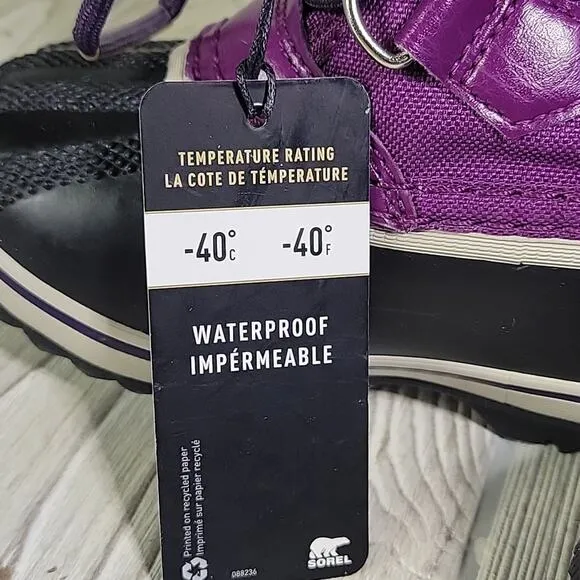 TEMPERATURE RATING
LA COTE DE TÉMPERATURE
-40°C -40°F
WATERPROOF
IMPÉRMEABLE
Printed on recycled paper
Imprimé sur papier recyclé
088236
SOREL